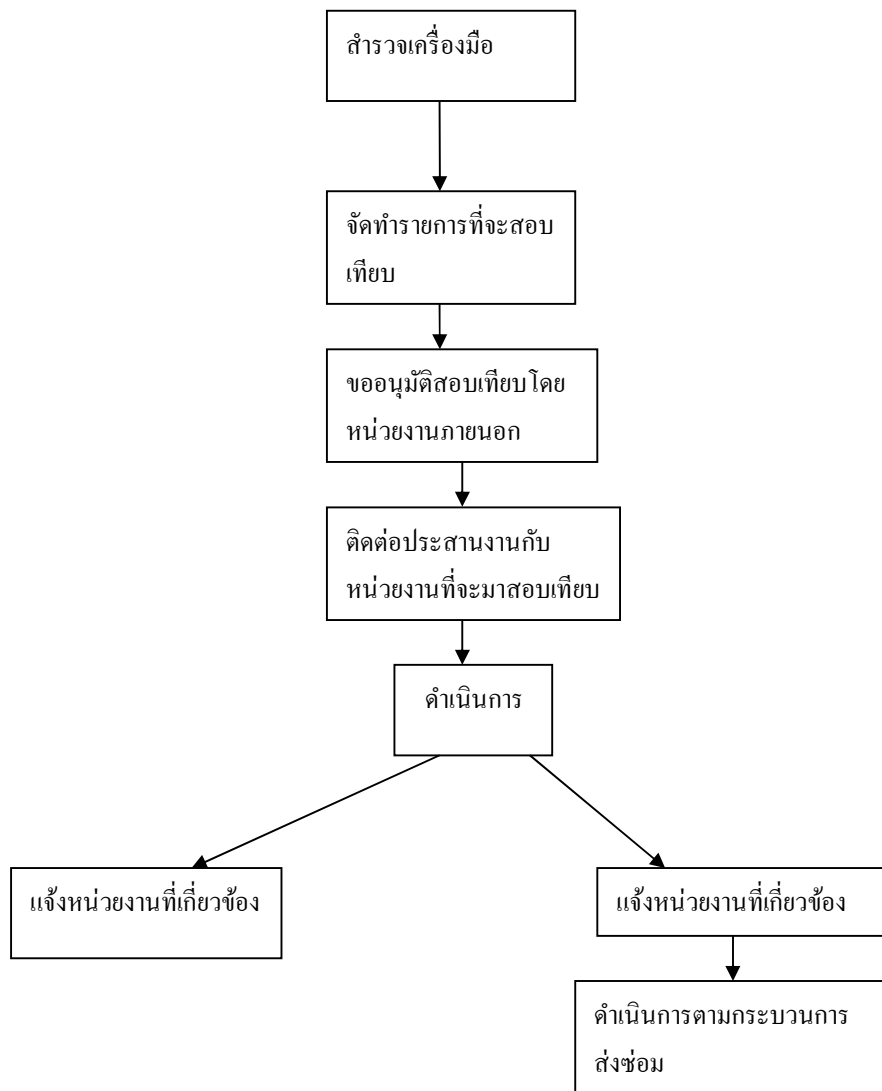 สำรวจเครื่องมือ
จัดทำรายการที่จะสอบ
เทียบ
ขออนุมัติสอบเทียบโดย
หน่วยงานภายนอก
ติดต่อประสานงานกับ
หน่วยงานที่จะมาสอบเทียบ
ดำเนินการ
แจ้งหน่วยงานที่เกี่ยวข้อง
แจ้งหน่วยงานที่เกี่ยวข้อง
ดำเนินการตามกระบวนการ
ส่งซ่อม